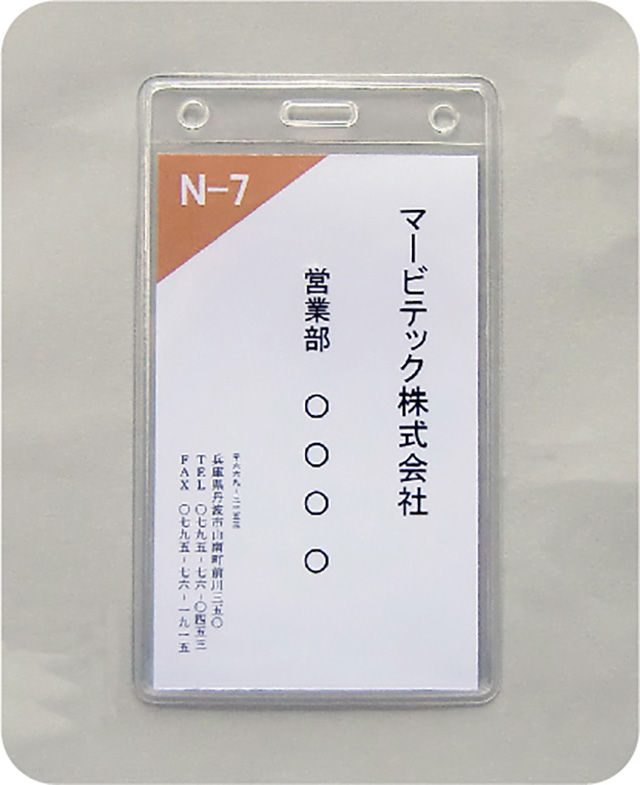 N-7
マービテック株式会社
営業部 〇〇〇〇
兵庫県丹波市山南町前川三五〇
TEL 〇七九五-七六-〇四五三
FAX 〇七九五-七六-一九一五